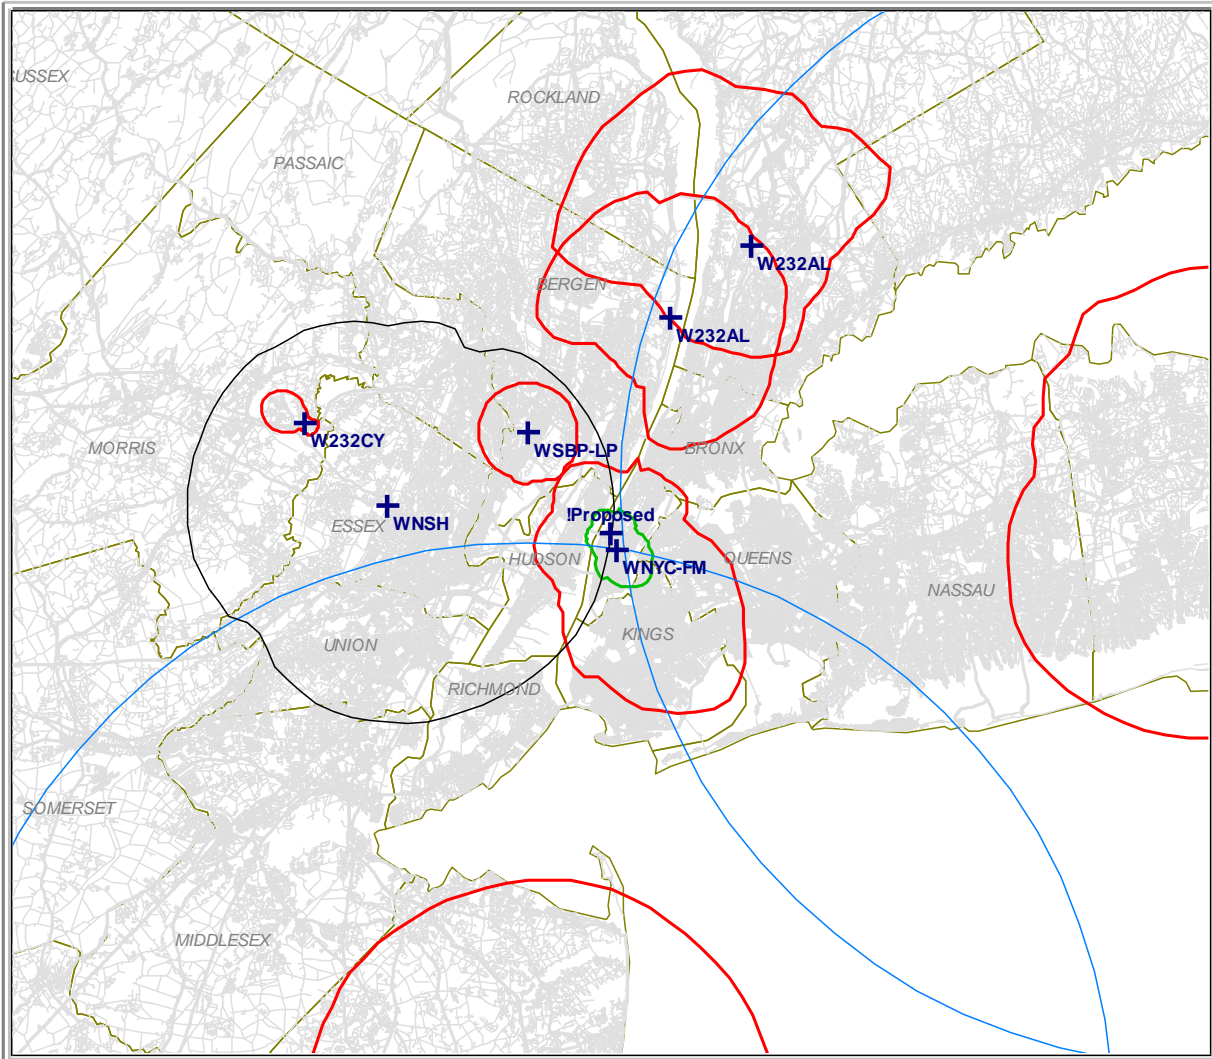 USSEX
ROCKLAND
PASSAIC
W232AL
BERGEN
W232AL
W232CY
MORRIS
WSBP-LP
BRONX
!Proposed
WNSH
ESSEX
HUDSON
QUEENS
WNYC-FM
NASSAU
KINGS
UNION
RICHMOND
SOMERSET
MIDDLESEX